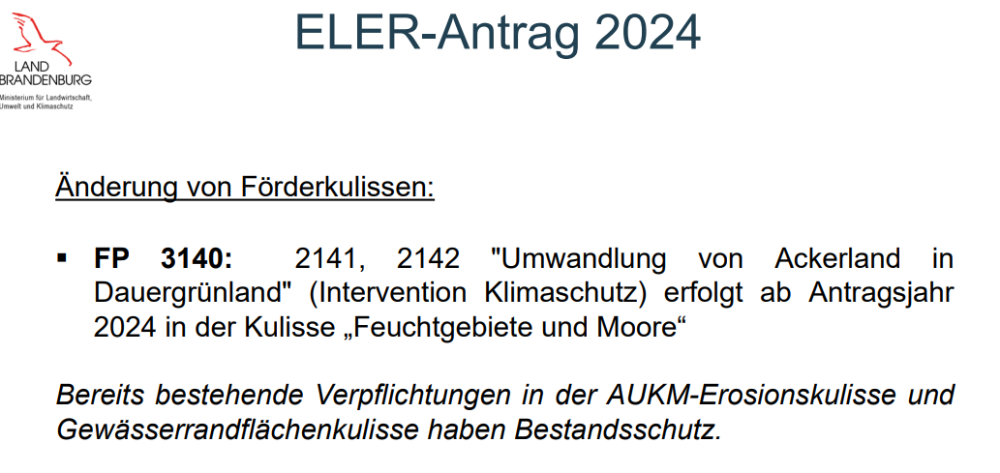 ELER-Antrag 2024
LAND
BRANDENBURG
Ministerium für Landwirtschaft,
Umwelt und Klimaschutz
Änderung von Förderkulissen:
▪ FP 3140: 2141, 2142 "Umwandlung von Ackerland in
Dauergrünland" (Intervention Klimaschutz) erfolgt ab Antragsjahr
2024 in der Kulisse „Feuchtgebiete und Moore“
Bereits bestehende Verpflichtungen in der AUKM-Erosionskulisse und
Gewässerrandflächenkulisse haben Bestandsschutz.